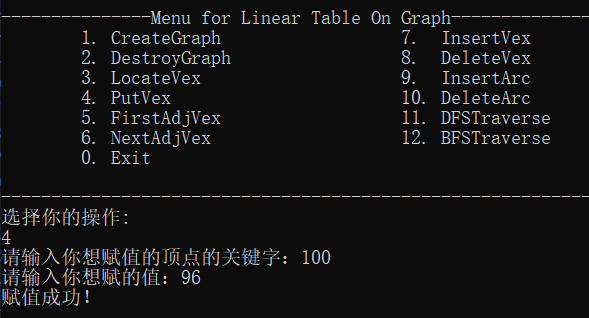 ---------------Menu for Linear Table On Graph--------------
1. CreateGraph 7. InsertVex
2. DestroyGraph 8. DeleteVex
3. LocateVex 9. InsertArc
4. PutVex 10. DeleteArc
5. FirstAdjVex 11. DFSTraverse
6. NextAdjVex 12. BFSTraverse
0. Exit
-----------------------------------------------------------
选择你的操作:
4
请输入你想赋值的顶点的关键字：100
请输入你想赋的值：96
赋值成功！